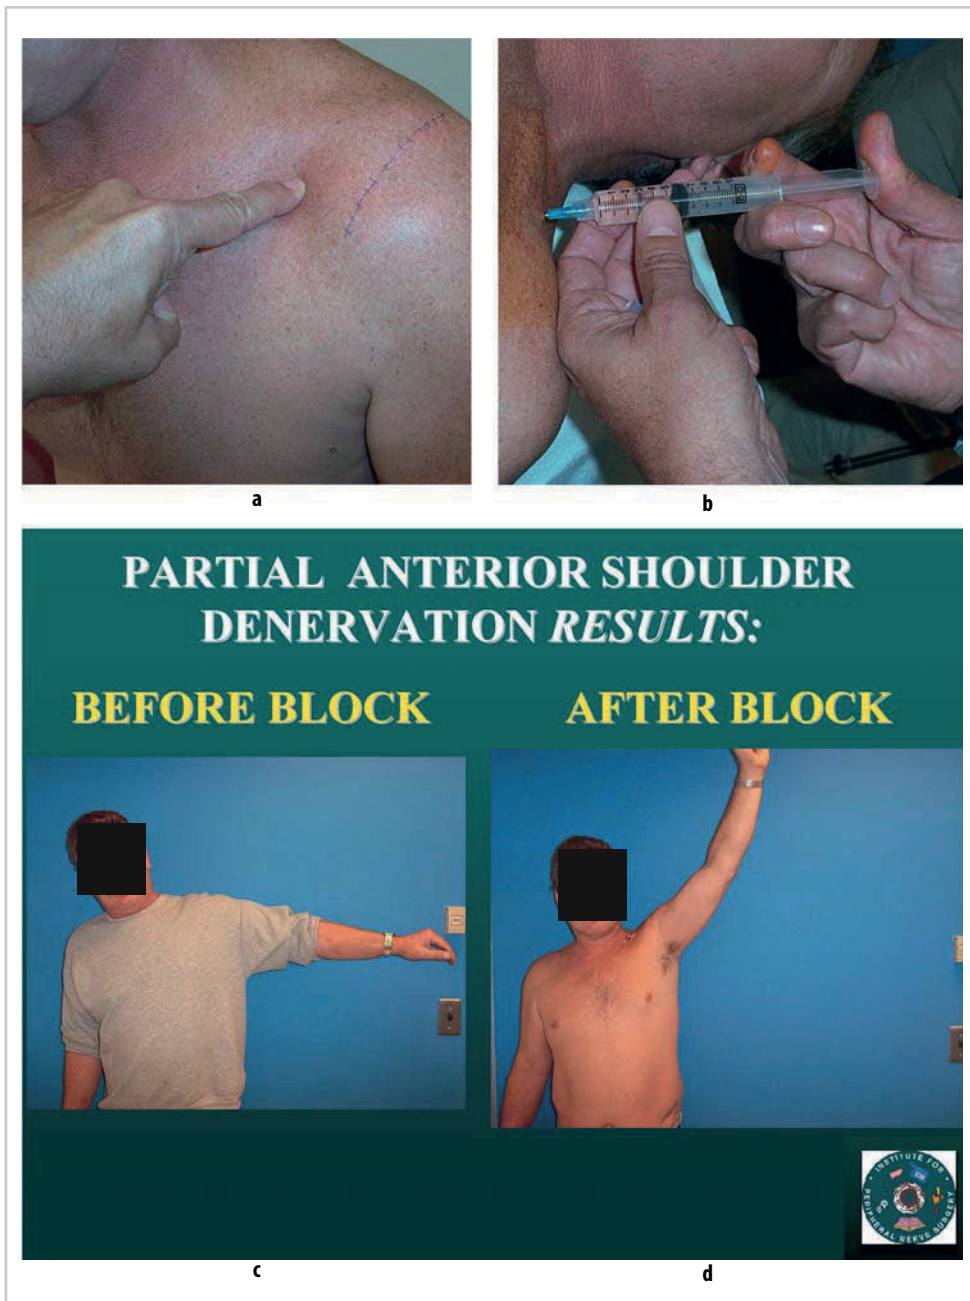 a
b
PARTIAL ANTERIOR SHOULDER
DENERVATION RESULTS:
BEFORE BLOCK
AFTER BLOCK
INSTITUTE FOR
PERIPHERAL NERVE SURGERY
c
d